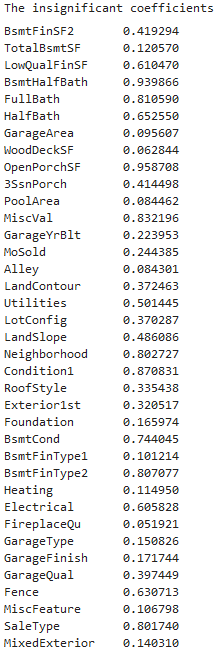 The insignificant coefficients
BsmtFinSF2 0.419294
TotalBsmtSF 0.120570
LowQualFinSF 0.610470
BsmtHalfBath 0.939866
FullBath 0.810590
HalfBath 0.652550
GarageArea 0.095607
WoodDeckSF 0.062844
OpenPorchSF 0.958708
3SsnPorch 0.414498
PoolArea 0.084462
MiscVal 0.832196
GarageYrBlt 0.223953
MoSold 0.244385
Alley 0.084301
LandContour 0.372463
Utilities 0.501445
LotConfig 0.370287
LandSlope 0.486086
Neighborhood 0.802727
Condition1 0.870831
RoofStyle 0.335438
Exterior1st 0.320517
Foundation 0.165974
BsmtCond 0.744045
BsmtFinType1 0.101214
BsmtFinType2 0.807077
Heating 0.114950
Electrical 0.605828
FireplaceQu 0.051921
GarageType 0.150826
GarageFinish 0.171744
GarageQual 0.397449
Fence 0.630713
MiscFeature 0.106798
SaleType 0.801740
MixedExterior 0.140310